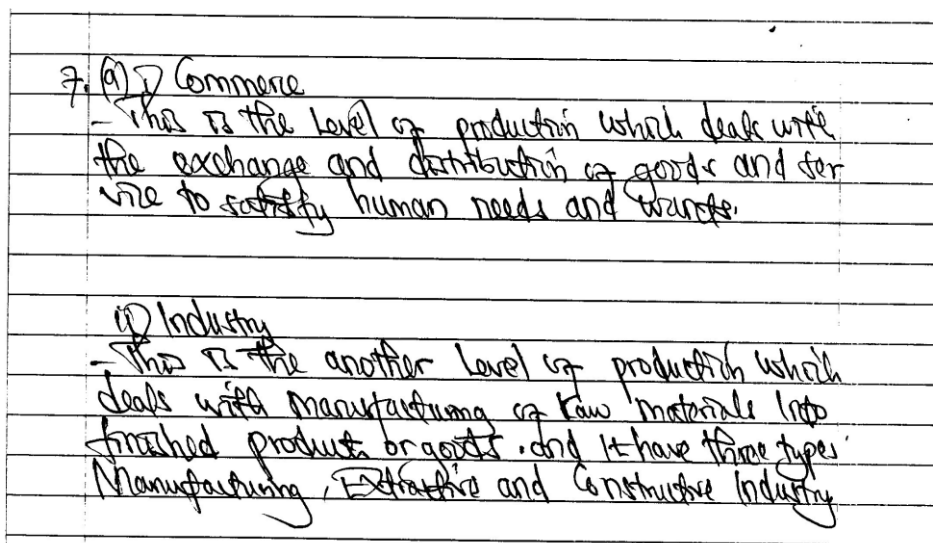 7. (a) i) Commerce
- This is the Level of production which deals with
the exchange and distribution of goods and ser
vice to satisfy human needs and wants.
ii) Industry
- This is the another Level of production which
deals with manufacturing of raw materials into
finished product or goods. and it have three types
Manufacturing, Extractive and Constructive Industry